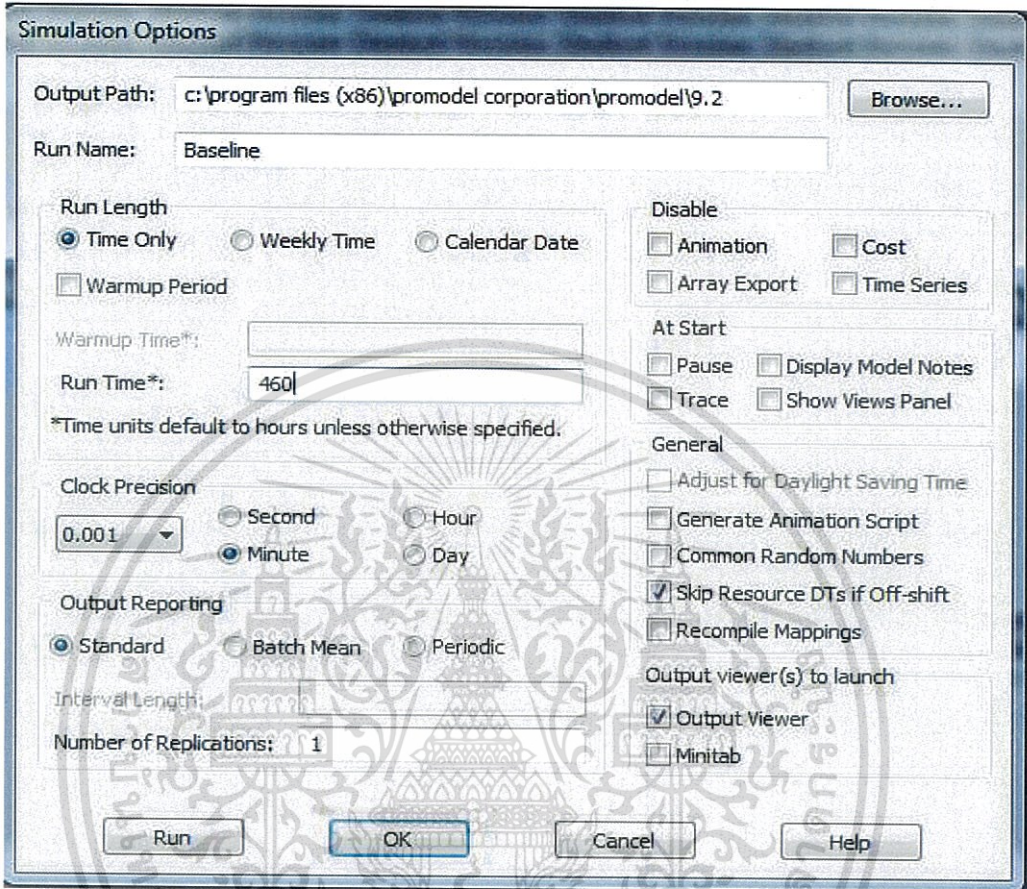 Simulation Options
Output Path: c:\program files (x86)\promodel corporation\promodel\9.2 Browse...
Run Name: Baseline
Run Length
Time Only Weekly Time Calendar Date
Warmup Period
Warmup Time*:
Run Time*: 460
*Time units default to hours unless otherwise specified.
Clock Precision
0.001 Second Hour
Minute Day
Output Reporting
Standard Batch Mean Periodic
Interval Length:
Number of Replications: 1
Disable
Animation Cost
Array Export Time Series
At Start
Pause Display Model Notes
Trace Show Views Panel
General
Adjust for Daylight Saving Time
Generate Animation Script
Common Random Numbers
Skip Resource DTs if Off-shift
Recompile Mappings
Output viewer(s) to launch
Output Viewer
Minitab
Run OK Cancel Help